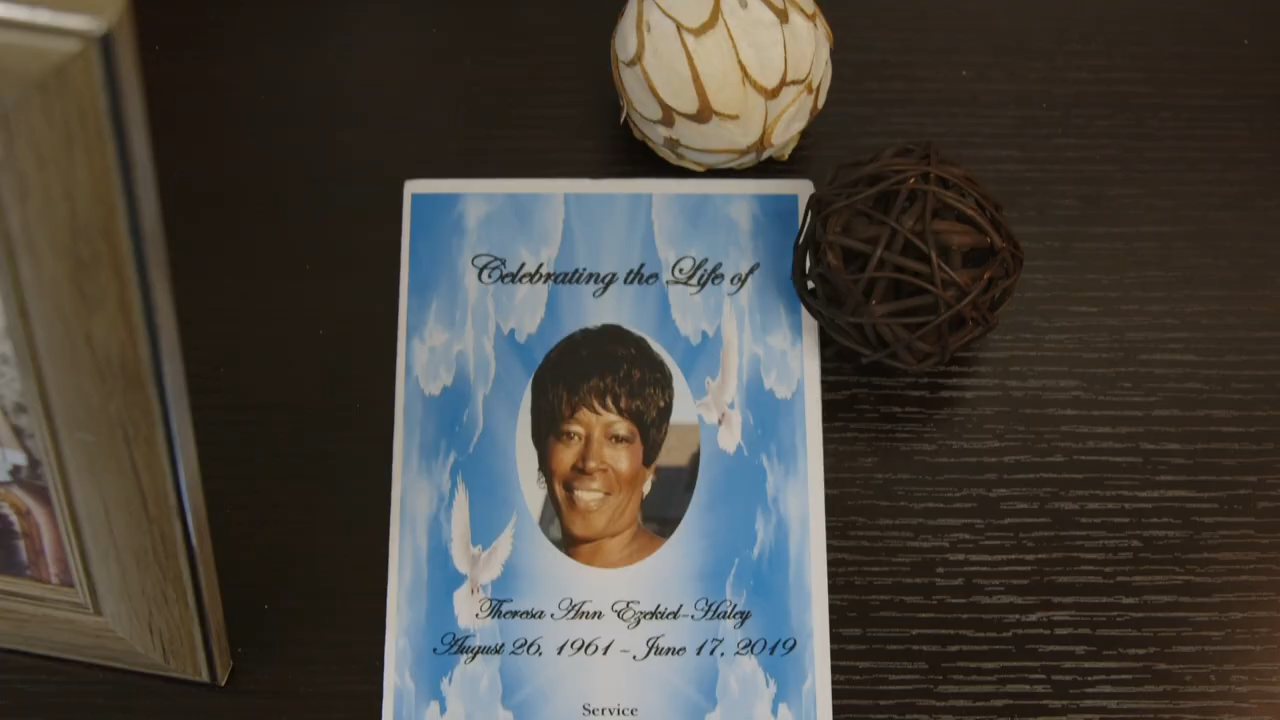 Celebrating the Life of
Theresa Ann Ezekiel-Haley
August 26, 1961 - June 17, 2019
Service